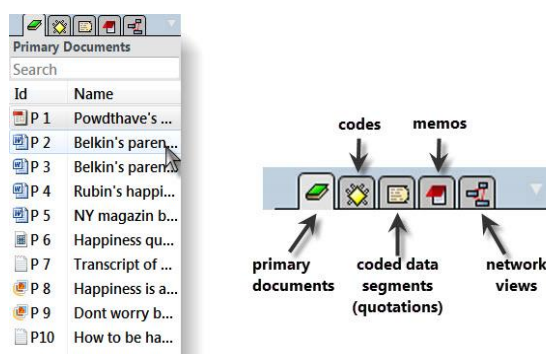 Primary Documents
Search
Id Name
P 1 Powdthave's ...
P 2 Belkin's paren...
P 3 Belkin's paren...
P 4 Rubin's happi...
P 5 NY magazin b...
P 6 Happiness qu...
P 7 Transcript of ...
P 8 Happiness is a...
P 9 Dont worry b...
P10 How to be ha...
codes memos
primary documents
coded data segments (quotations)
network views